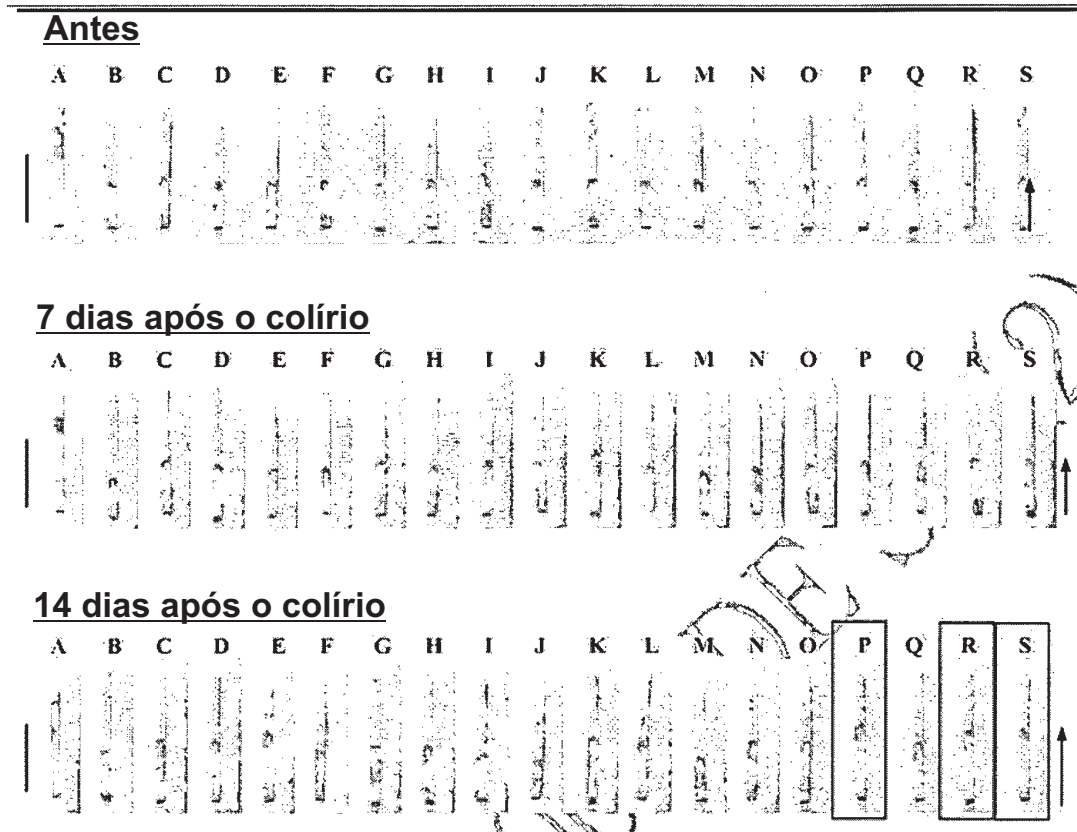 Antes
A B C D E F G H I J K L M N O P Q R S
7 dias após o colírio
A B C D E F G H I J K L M N O P Q R S
14 dias após o colírio
A B C D E F G H I J K L M N O P Q R S